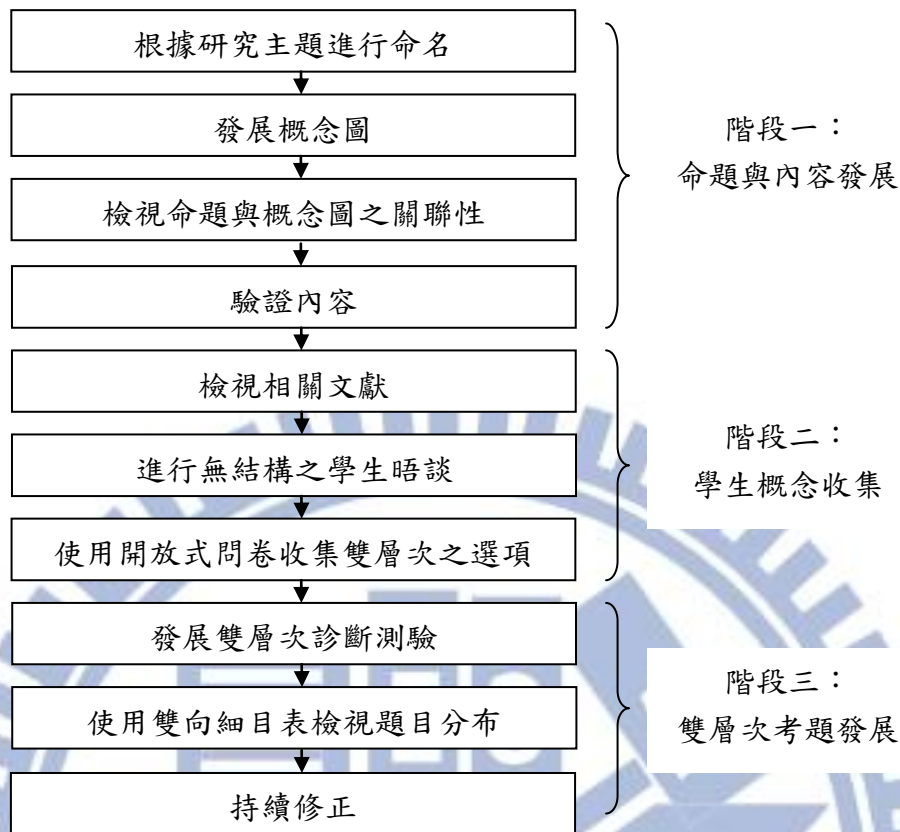 根據研究主題進行命名
發展概念圖
檢視命題與概念圖之關聯性
驗證內容
階段一：
命題與內容發展
檢視相關文獻
進行無結構之學生晤談
使用開放式問卷收集雙層次之選項
階段二：
學生概念收集
發展雙層次診斷測驗
使用雙向細目表檢視題目分布
持續修正
階段三：
雙層次考題發展